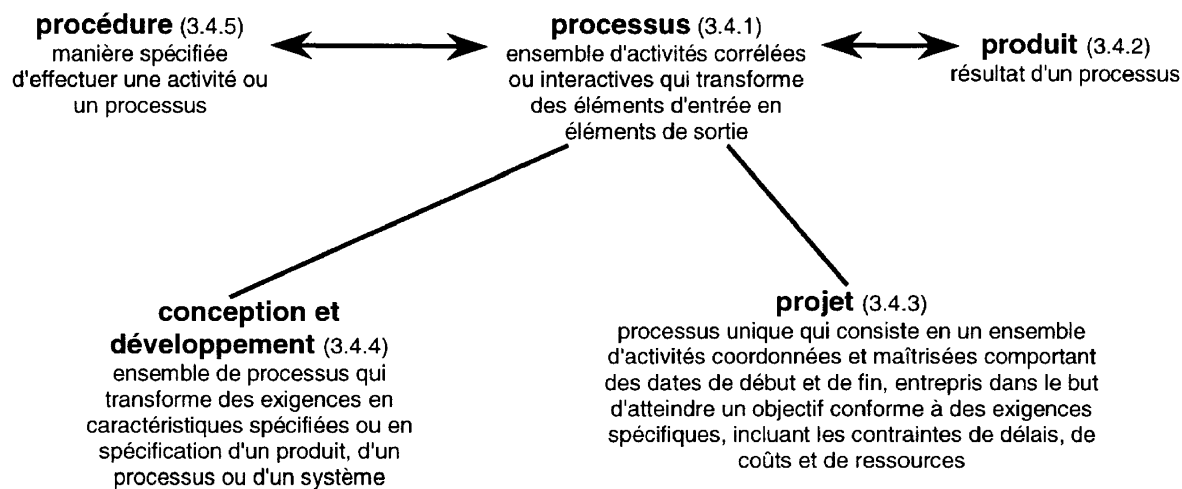 procédure (3.4.5)
manière spécifiée
d'effectuer une activité ou
un processus
processus (3.4.1)
ensemble d'activités corrélées
ou interactives qui transforme
des éléments d'entrée en
éléments de sortie
produit (3.4.2)
résultat d'un processus
conception et
développement (3.4.4)
ensemble de processus qui
transforme des exigences en
caractéristiques spécifiées ou en
spécification d'un produit, d'un
processus ou d'un système
projet (3.4.3)
processus unique qui consiste en un ensemble
d'activités coordonnées et maîtrisées comportant
des dates de début et de fin, entrepris dans le but
d'atteindre un objectif conforme à des exigences
spécifiques, incluant les contraintes de délais, de
coûts et de ressources